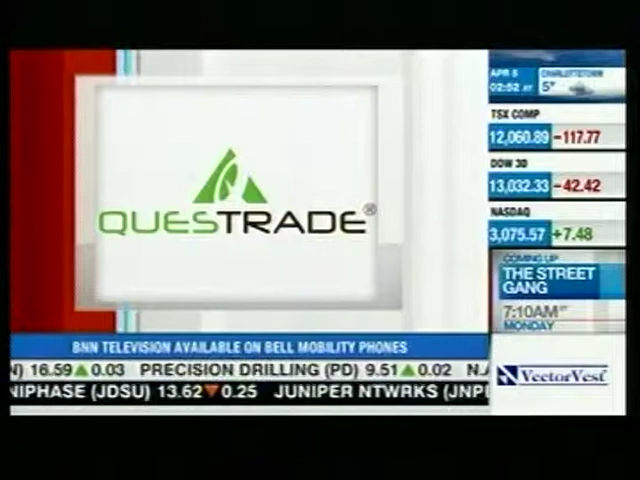 QUESTRADE®
APR 5
02:52 AT
CHARLOTTETOWN
5°
TSX COMP
12,060.89 -117.77
DOW 30
13,032.33 -42.42
NASDAQ
3,075.57 +7.48
COMING UP
THE STREET
GANG
7:10AM ET
MONDAY
BNN TELEVISION AVAILABLE ON BELL MOBILITY PHONES
N) 16.59▲0.03 PRECISION DRILLING (PD) 9.51▲0.02 N.A
NIPHASE (JDSU) 13.62▼0.25 JUNIPER NTWRKS (JNP
VectorVest